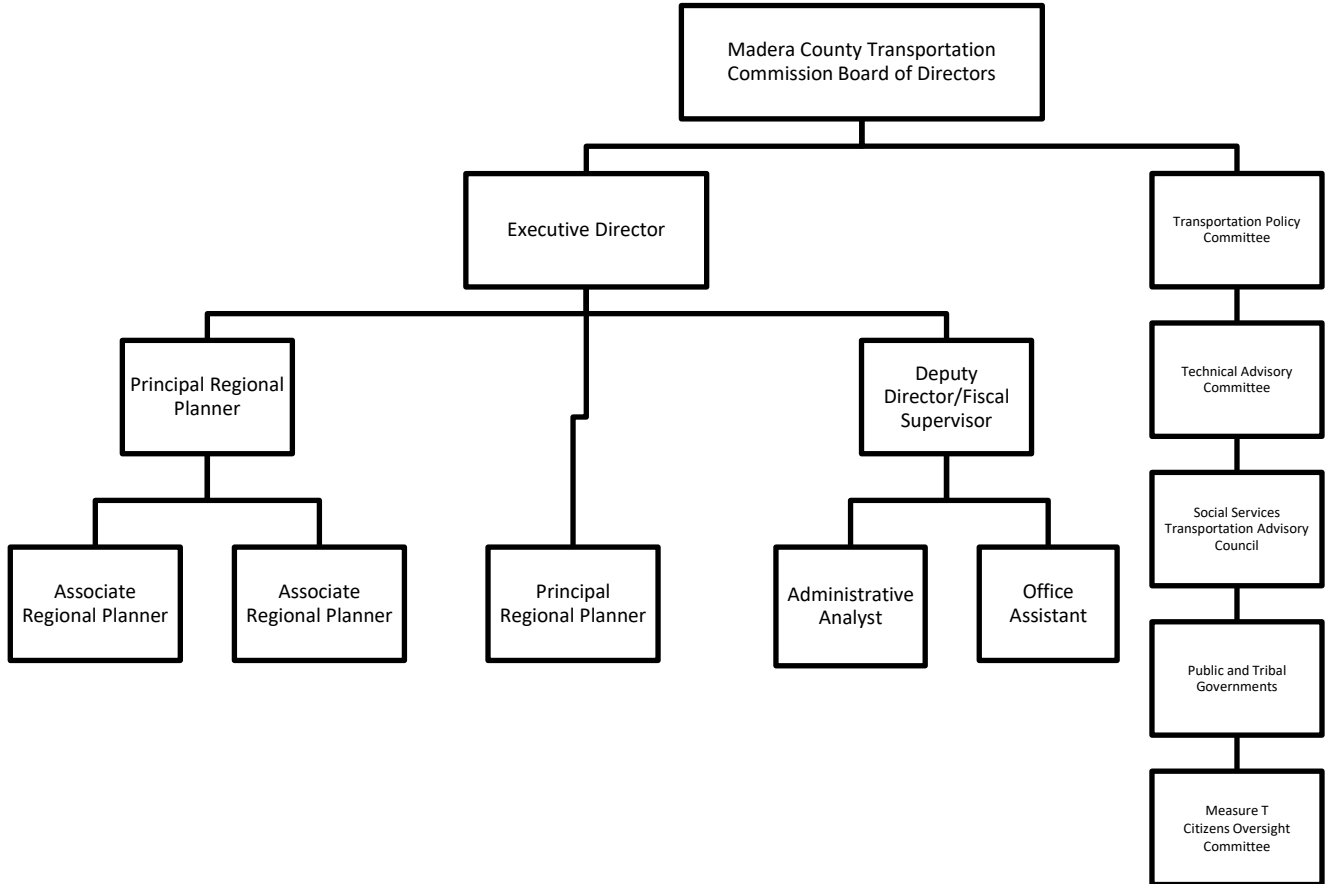 Madera County Transportation
Commission Board of Directors
Executive Director
Transportation Policy
Committee
Principal Regional
Planner
Deputy
Director/Fiscal
Supervisor
Technical Advisory
Committee
Social Services
Transportation Advisory
Council
Associate
Regional Planner
Associate
Regional Planner
Principal
Regional Planner
Administrative
Analyst
Office
Assistant
Public and Tribal
Governments
Measure T
Citizens Oversight
Committee